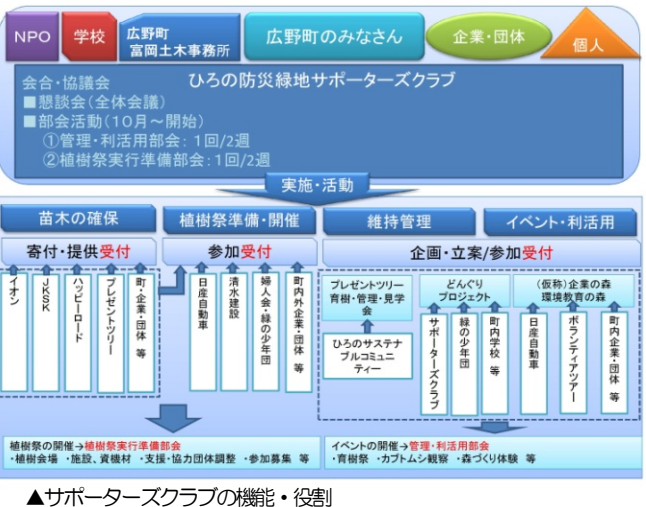 NPO
学校
広野町
富岡土木事務所
広野町のみなさん
企業・団体
個人
ひろの防災緑地サポーターズクラブ
会合・協議会
■懇談会(全体会議)
■部会活動(10月～開始)
①管理・利活用部会:1回/2週
②植樹祭実行準備部会:1回/2週
実施・活動
苗木の確保
植樹祭準備・開催
維持管理
イベント・利活用
寄付・提供受付
参加受付
企画・立案/参加受付
イオン
JKSK
ハッピーロード
プレゼントツリー
町・企業・団体 等
日産自動車
清水建設
婦人会・緑の少年団
町内外企業・団体 等
プレゼントツリー
育樹・管理・見学
会
ひろのサステナ
ブルコミュニ
ティー
どんぐり
プロジェクト
サポーターズクラブ
緑の少年団
町内学校 等
(仮称)企業の森
環境教育の森
日産自動車
ボランティアツアー
町内企業・団体 等
植樹祭の開催→植樹祭実行準備部会
・植樹会場 ・施設、資機材 ・支援・協力団体調整 ・参加募集 等
イベントの開催→管理・利活用部会
・育樹祭 ・カブトムシ観察 ・森づくり体験 等
▲サポーターズクラブの機能・役割